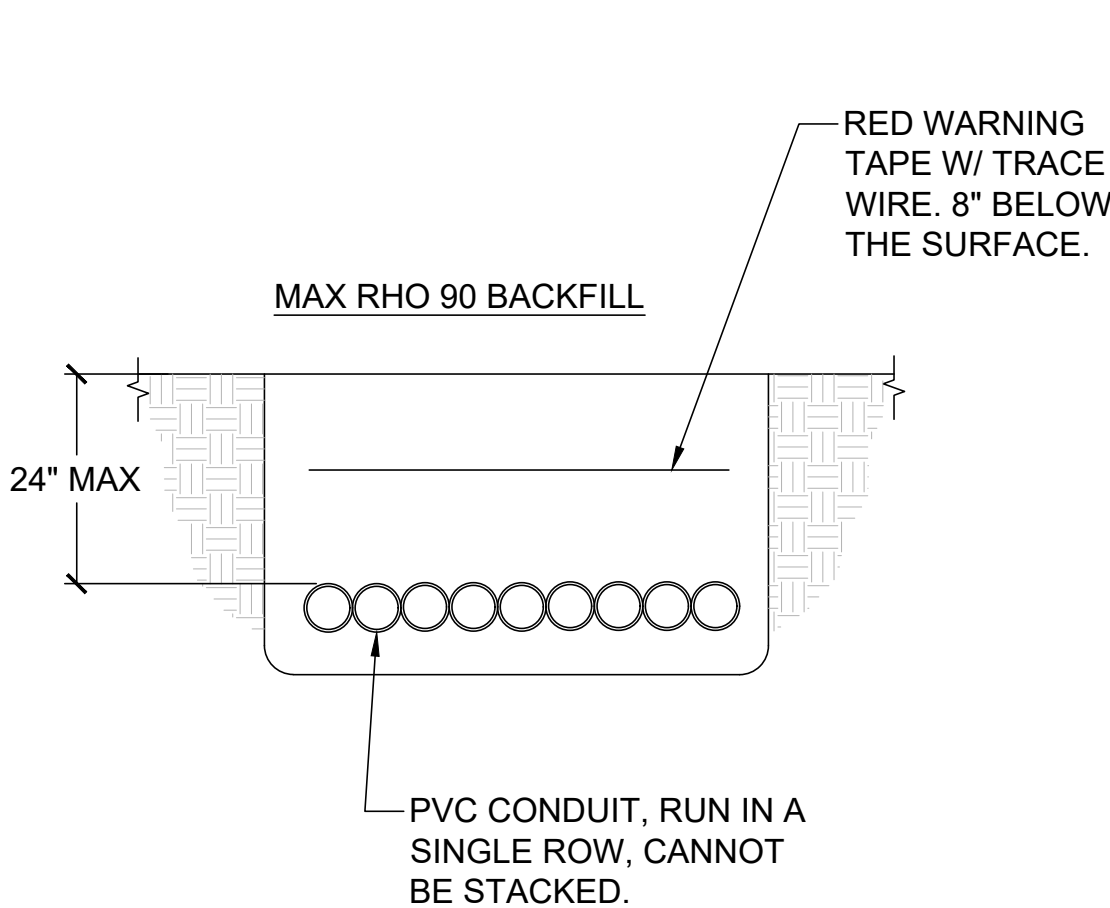 RED WARNING
TAPE W/ TRACE
WIRE. 8" BELOW
THE SURFACE.
MAX RHO 90 BACKFILL
24" MAX
PVC CONDUIT, RUN IN A
SINGLE ROW, CANNOT
BE STACKED.